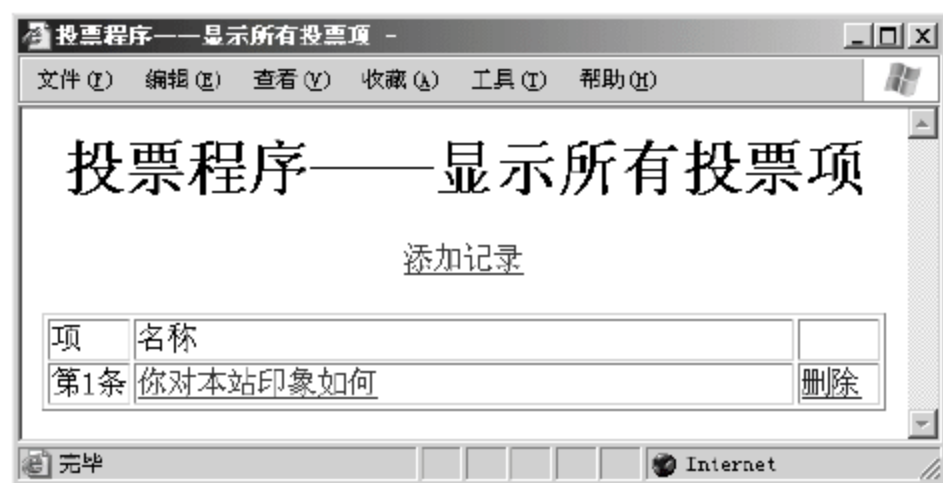 投票程序——显示所有投票项 -
文件(F) 编辑(E) 查看(V) 收藏(A) 工具(T) 帮助(H)
投票程序——显示所有投票项
添加记录
项 名称
第1条 你对本站印象如何 删除
完毕 Internet